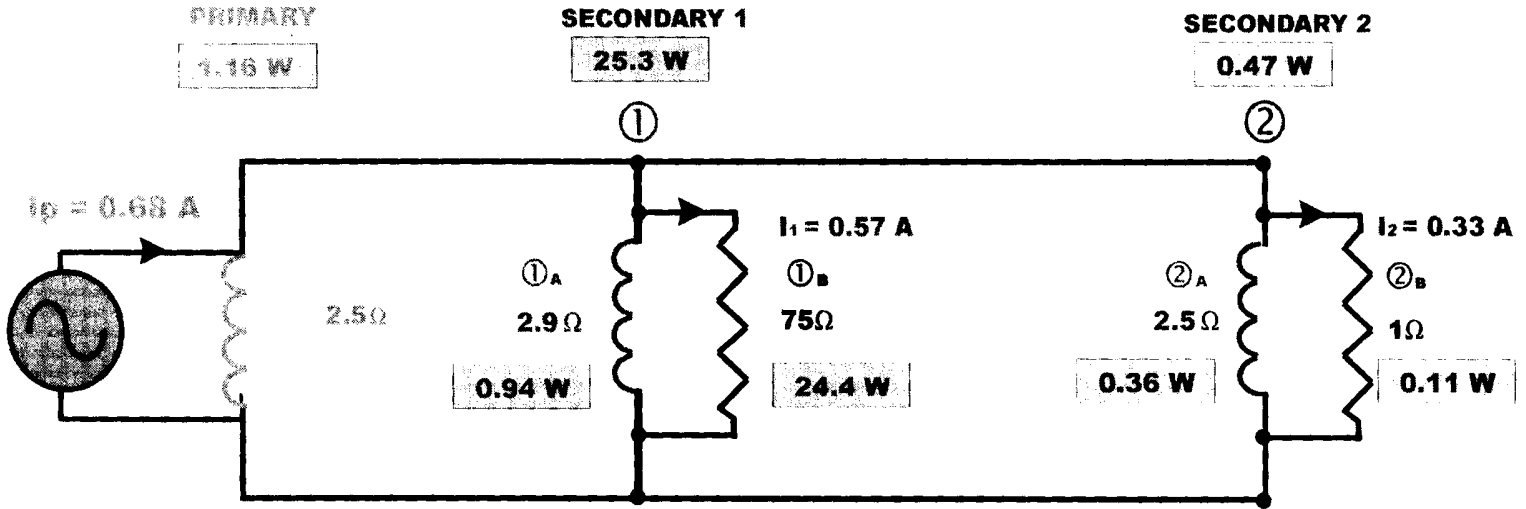 PRIMARY
1.16 W
SECONDARY 1
25.3 W
SECONDARY 2
0.47 W
①
②
Ip = 0.68 A
2.5Ω
①A
2.9Ω
0.94 W
I1 = 0.57 A
①B
75Ω
24.4 W
②A
2.5Ω
0.36 W
I2 = 0.33 A
②B
1Ω
0.11 W